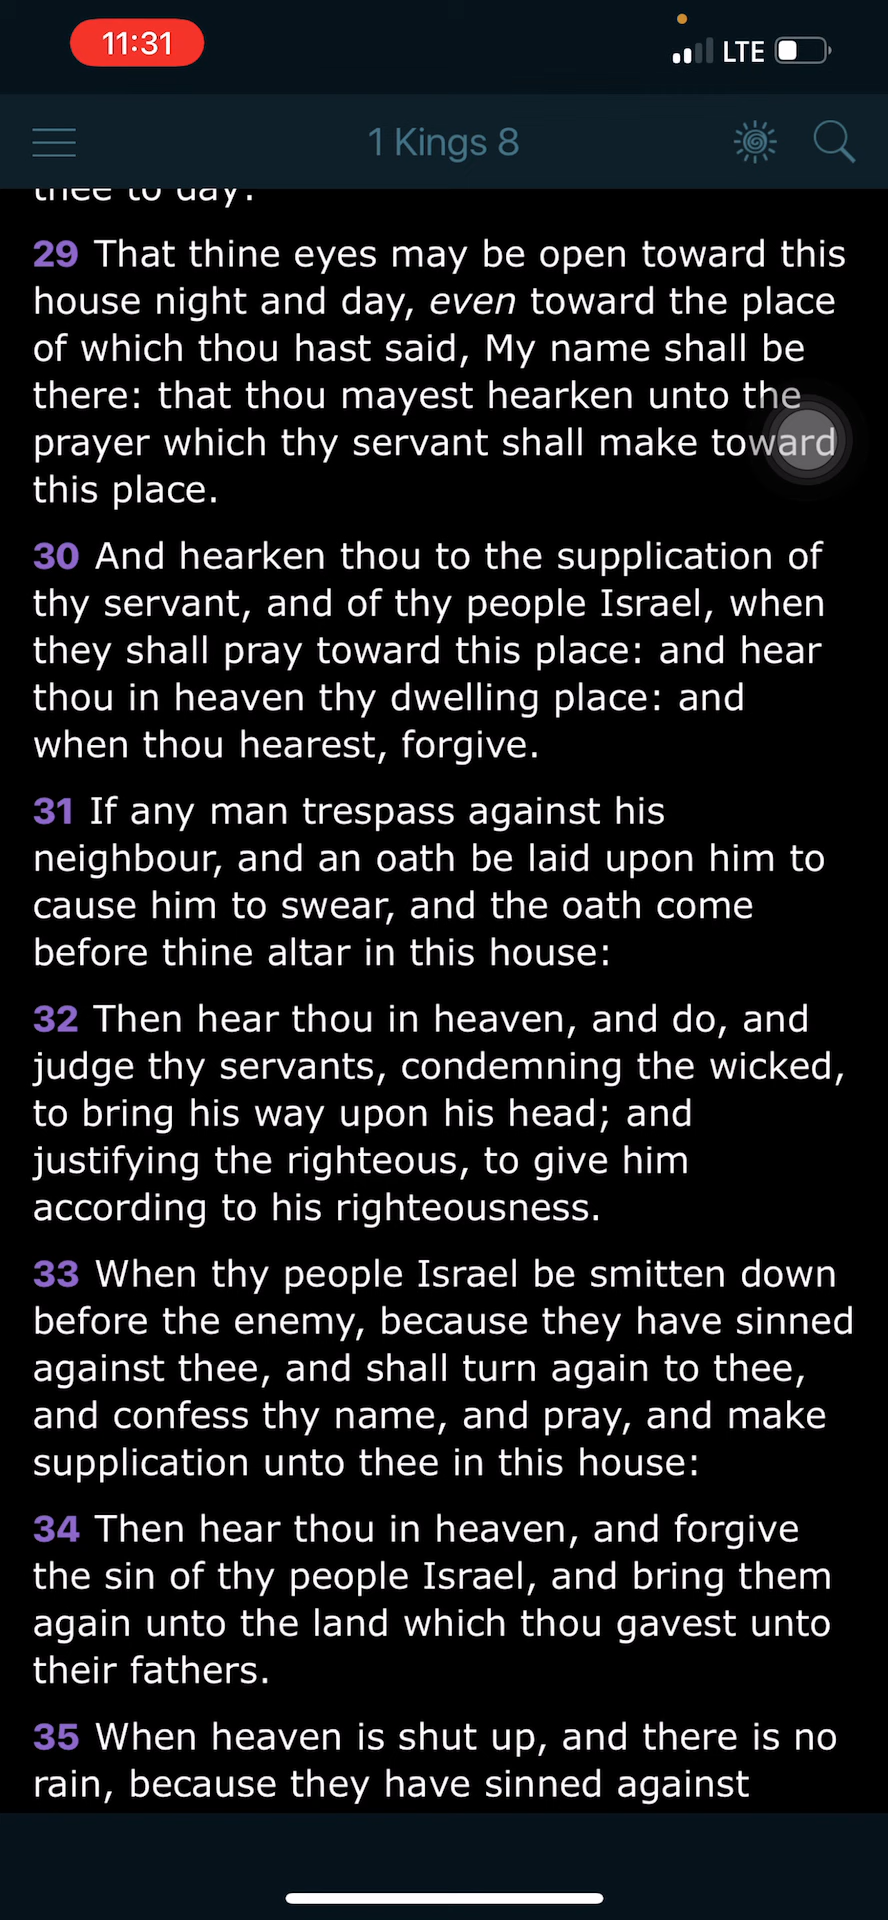 11:31
LTE
1 Kings 8
thee to day:
29 That thine eyes may be open toward this
house night and day, even toward the place
of which thou hast said, My name shall be
there: that thou mayest hearken unto the
prayer which thy servant shall make toward
this place.
30 And hearken thou to the supplication of
thy servant, and of thy people Israel, when
they shall pray toward this place: and hear
thou in heaven thy dwelling place: and
when thou hearest, forgive.
31 If any man trespass against his
neighbour, and an oath be laid upon him to
cause him to swear, and the oath come
before thine altar in this house:
32 Then hear thou in heaven, and do, and
judge thy servants, condemning the wicked,
to bring his way upon his head; and
justifying the righteous, to give him
according to his righteousness.
33 When thy people Israel be smitten down
before the enemy, because they have sinned
against thee, and shall turn again to thee,
and confess thy name, and pray, and make
supplication unto thee in this house:
34 Then hear thou in heaven, and forgive
the sin of thy people Israel, and bring them
again unto the land which thou gavest unto
their fathers.
35 When heaven is shut up, and there is no
rain, because they have sinned against